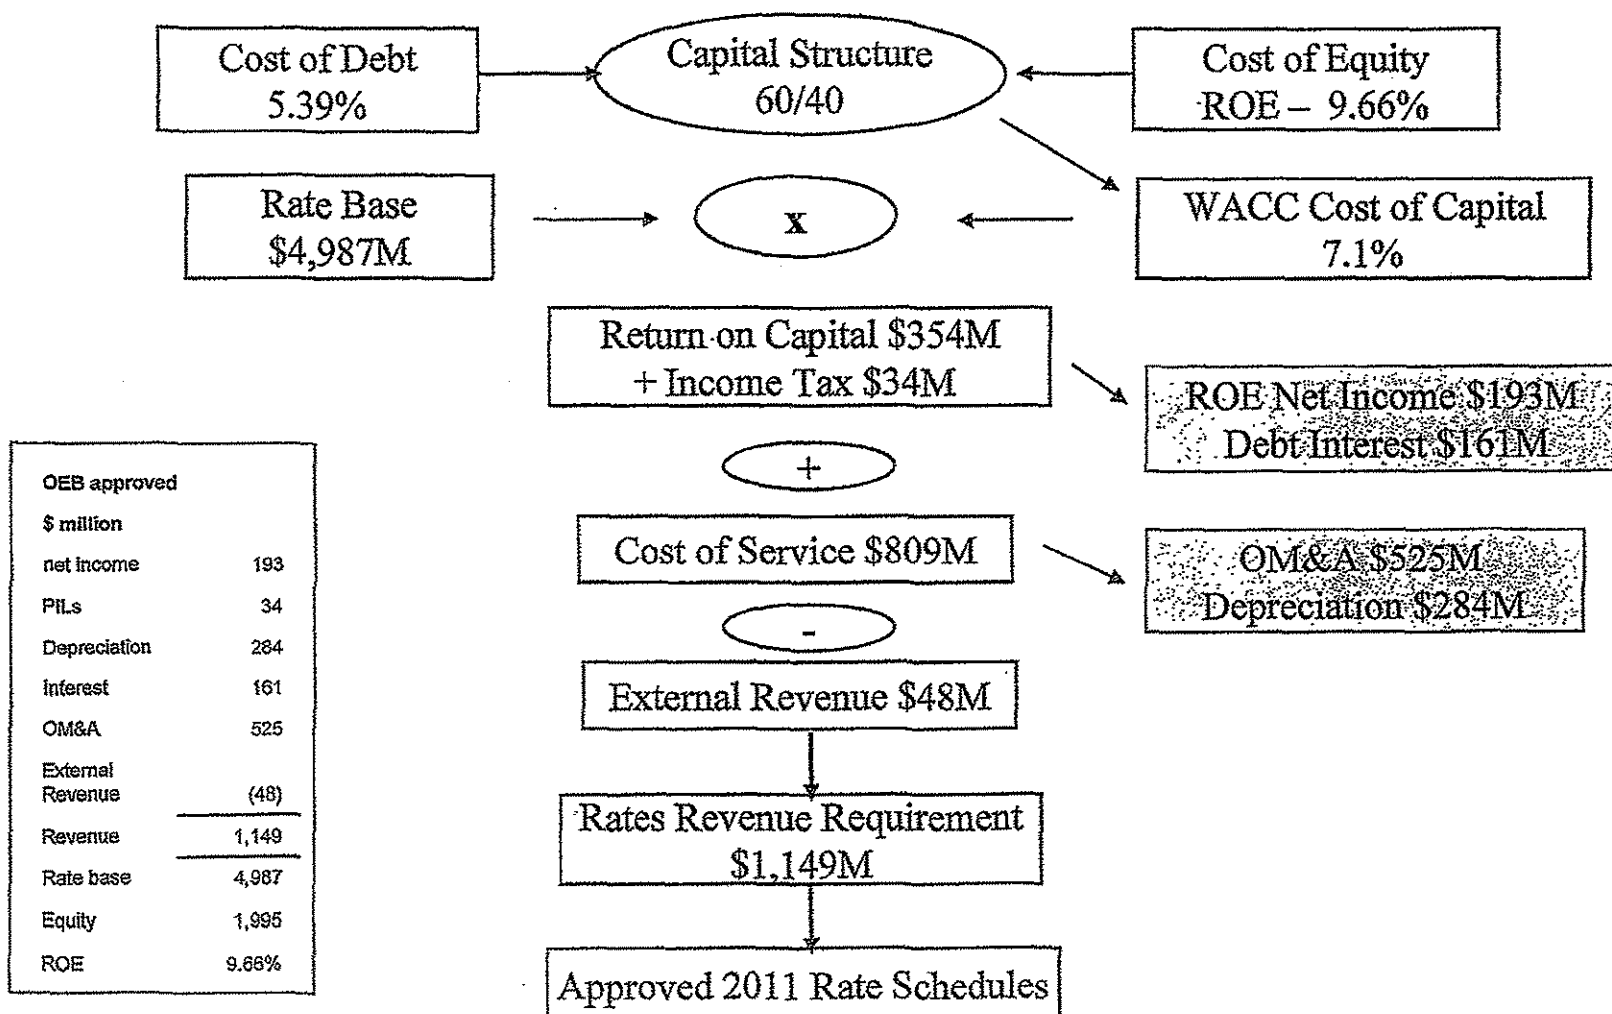 Cost of Debt
5.39%
Capital Structure
60/40
Cost of Equity
ROE – 9.66%
Rate Base
$4,987M
x
WACC Cost of Capital
7.1%
Return on Capital $354M
+ Income Tax $34M
ROE Net Income $193M
Debt Interest $161M
+
Cost of Service $809M
OM&A $525M
Depreciation $284M
-
External Revenue $48M
Rates Revenue Requirement
$1,149M
Approved 2011 Rate Schedules
OEB approved
$ million
net income 193
PILs 34
Depreciation 284
Interest 161
OM&A 525
External
Revenue (48)
Revenue 1,149
Rate base 4,987
Equity 1,995
ROE 9.66%